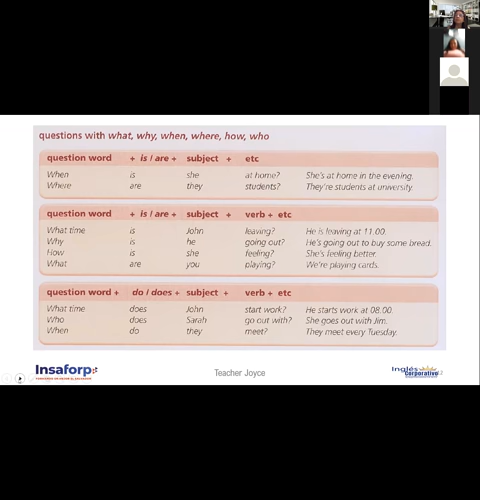 questions with what, why, when, where, how, who
question word + is / are + subject + etc
When is she at home? She's at home in the evening.
Where are they students? They're students at university.
question word + is / are + subject + verb + etc
What time is John leaving? He is leaving at 11.00.
Why is he going out? He's going out to buy some bread.
How is she feeling? She's feeling better.
What are you playing? We're playing cards.
question word + do / does + subject + verb + etc
What time does John start work? He starts work at 08.00.
Who does Sarah go out with? She goes out with Jim.
When do they meet? They meet every Tuesday.
Insaforp
Teacher Joyce
Inglés
corporativo